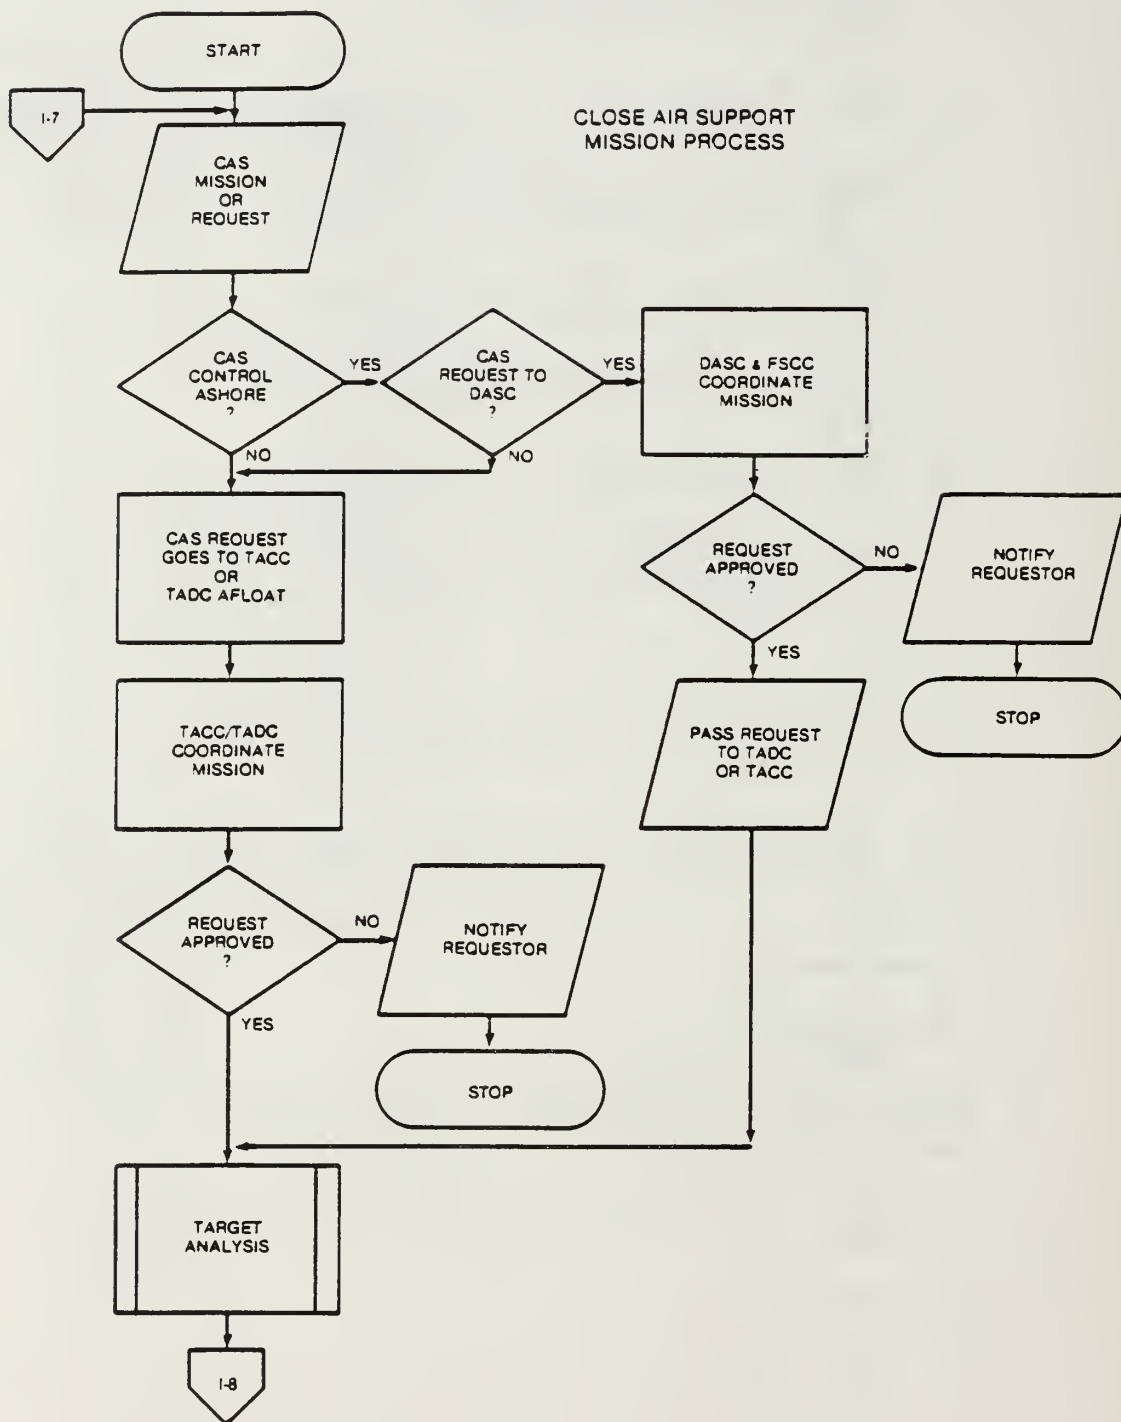 START
I-7
CLOSE AIR SUPPORT
MISSION PROCESS
CAS
MISSION
OR
REQUEST
CAS
CONTROL
ASHORE
?
YES
CAS
REQUEST TO
DASC
?
YES
DASC & FSCC
COORDINATE
MISSION
NO
NO
CAS REQUEST
GOES TO TACC
OR
TADC AFLOAT
REQUEST
APPROVED
?
NO
NOTIFY
REQUESTOR
YES
STOP
TACC/TADC
COORDINATE
MISSION
PASS REQUEST
TO TADC
OR TACC
REQUEST
APPROVED
?
NO
NOTIFY
REQUESTOR
YES
STOP
TARGET
ANALYSIS
I-8